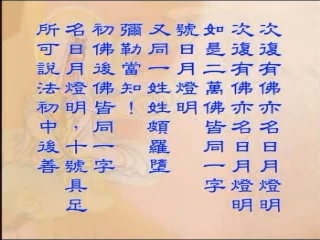 次復有佛亦名日月燈明
次復有佛亦名日月燈明
如是二萬佛皆同一字
號日月燈明
又同一姓姓頗羅墮
彌勒當知！
初佛後佛皆同一字
名日月燈明，十號具足
所可說法初中後善